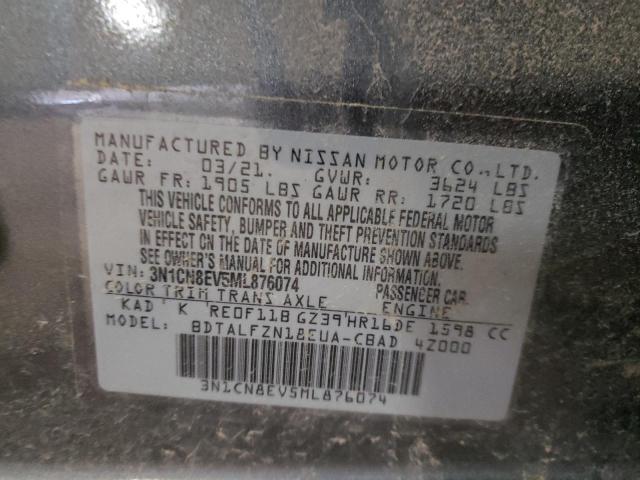 MANUFACTURED BY NISSAN MOTOR CO., LTD.
DATE: 03/21. GVWR: 3624 LBS
GAWR FR: 1905 LBS GAWR RR: 1720 LBS
THIS VEHICLE CONFORMS TO ALL APPLICABLE FEDERAL MOTOR
VEHICLE SAFETY, BUMPER AND THEFT PREVENTION STANDARDS
IN EFFECT ON THE DATE OF MANUFACTURE SHOWN ABOVE.
SEE OWNER'S MANUAL FOR ADDITIONAL INFORMATION.
VIN: 3N1CN8EV5ML876074 PASSENGER CAR
COLOR TRIM TRANS AXLE ENGINE
KAD K RE0F11B GZ39 HR16DE 1598 CC
MODEL: BDTALFZN18EUA-CBAD 4Z000
3N1CN8EV5ML876074